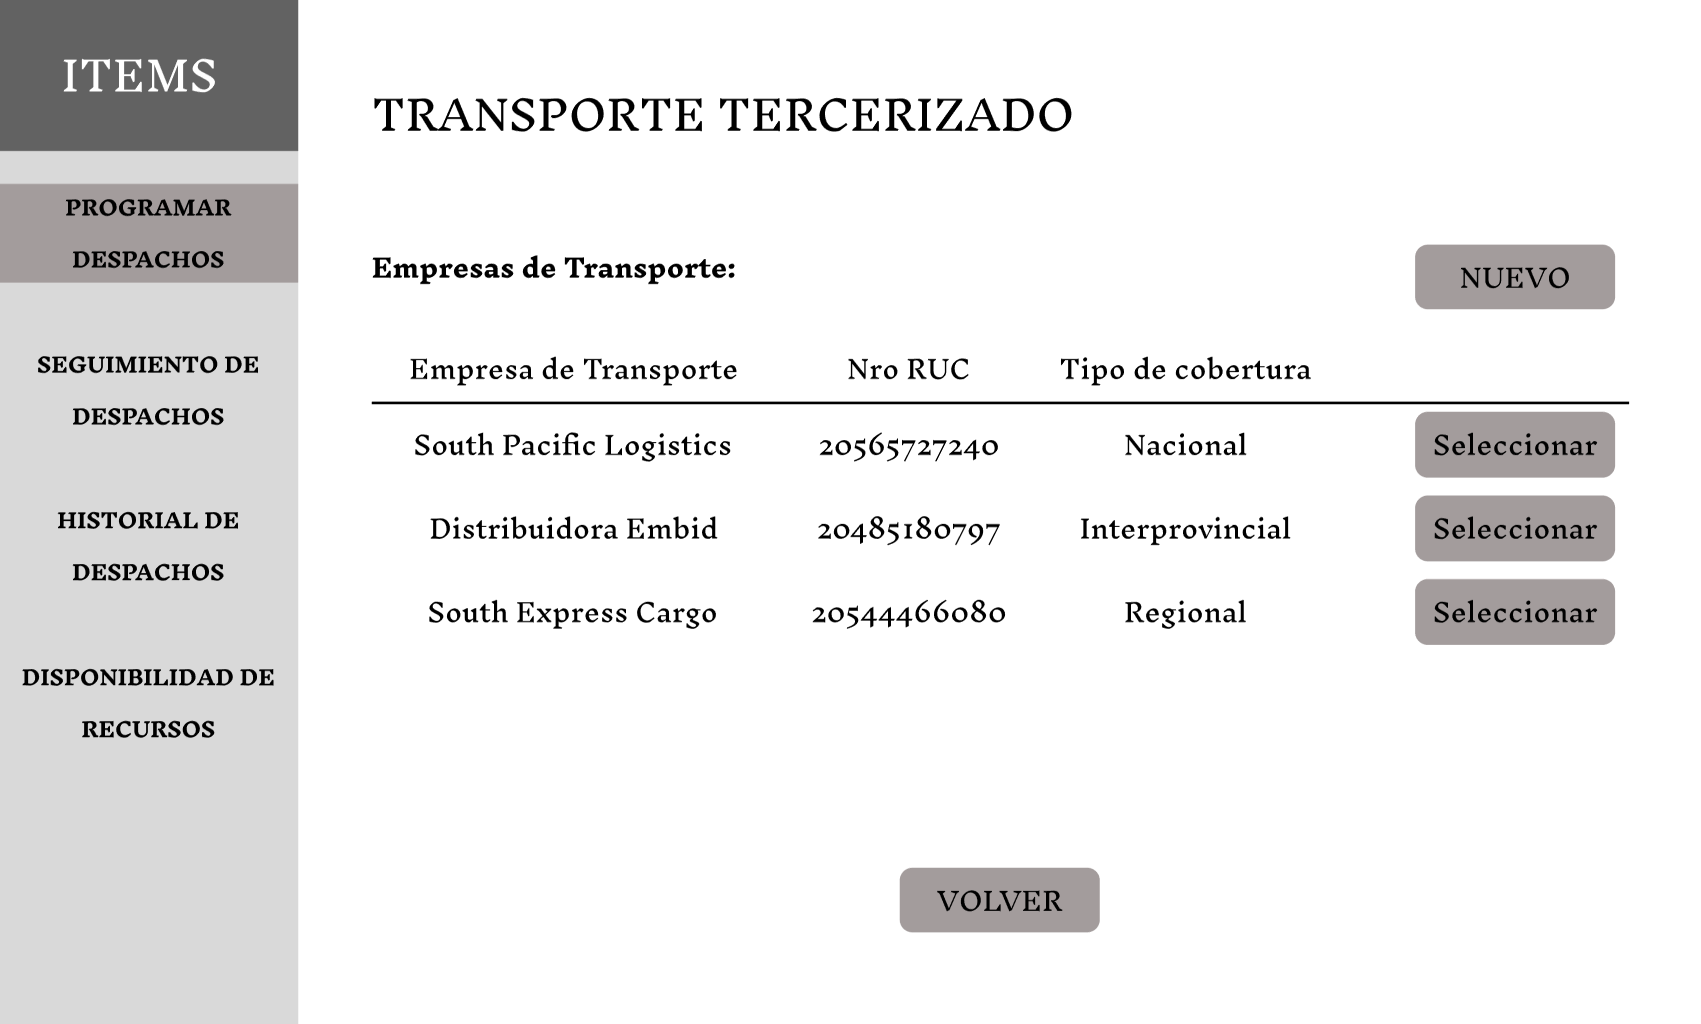 ITEMS
PROGRAMAR
DESPACHOS
SEGUIMIENTO DE
DESPACHOS
HISTORIAL DE
DESPACHOS
DISPONIBILIDAD DE
RECURSOS
TRANSPORTE TERCERIZADO
Empresas de Transporte:
NUEVO
Empresa de Transporte Nro RUC Tipo de cobertura
South Pacific Logistics 20565727240 Nacional Seleccionar
Distribuidora Embid 20485180797 Interprovincial Seleccionar
South Express Cargo 20544466080 Regional Seleccionar
VOLVER